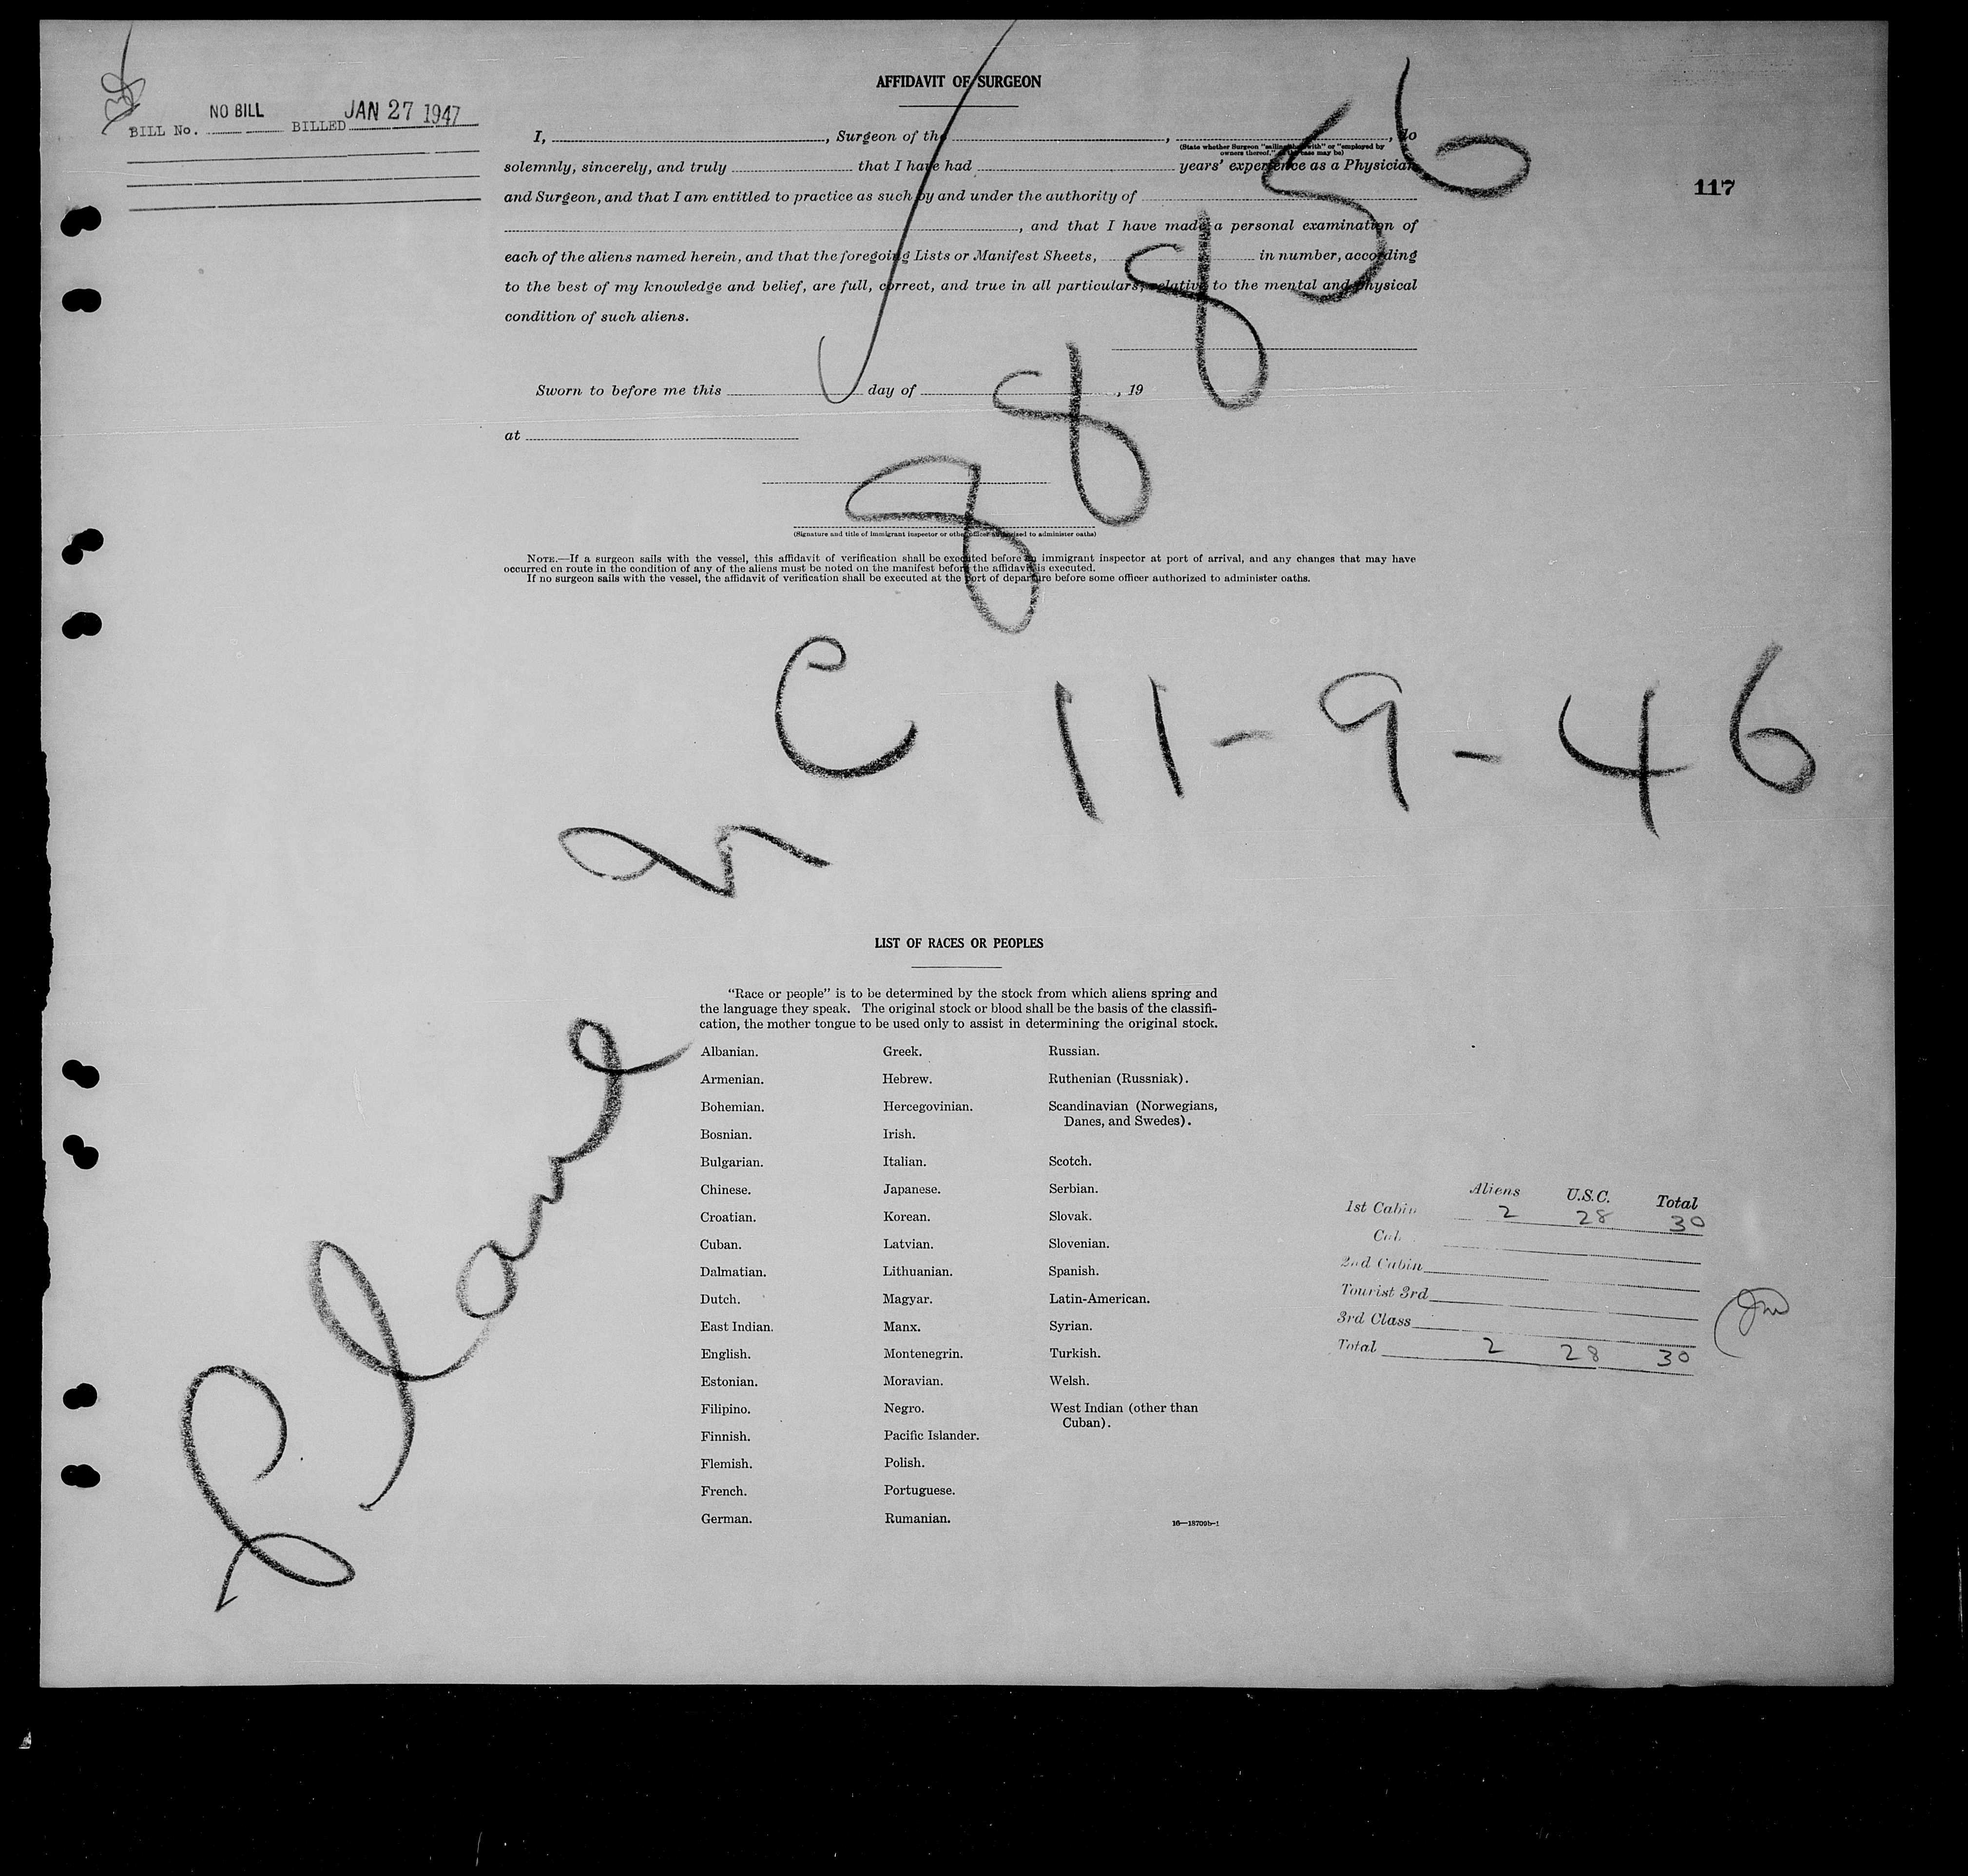 AFFIDAVIT OF SURGEON
NO BILL JAN 27 1947
BILL No. BILLED
117
I, , Surgeon of the , , do
(State whether Surgeon "sailing therewith" or "employed by
owners thereof," as the case may be)
solemnly, sincerely, and truly that I have had years' experience as a Physician
and Surgeon, and that I am entitled to practice as such by and under the authority of
, and that I have made a personal examination of
each of the aliens named herein, and that the foregoing Lists or Manifest Sheets, in number, according
to the best of my knowledge and belief, are full, correct, and true in all particulars, relative to the mental and physical
condition of such aliens.
Sworn to before me this day of , 19
at
(Signature and title of immigrant inspector or other officer authorized to administer oaths)
NOTE.—If a surgeon sails with the vessel, this affidavit of verification shall be executed before an immigrant inspector at port of arrival, and any changes that may have
occurred en route in the condition of any of the aliens must be noted on the manifest before the affidavit is executed.
If no surgeon sails with the vessel, the affidavit of verification shall be executed at the port of departure before some officer authorized to administer oaths.
Plane NC 88856
11-9-46
LIST OF RACES OR PEOPLES
"Race or people" is to be determined by the stock from which aliens spring and
the language they speak. The original stock or blood shall be the basis of the classifi-
cation, the mother tongue to be used only to assist in determining the original stock.
Albanian.
Armenian.
Bohemian.
Bosnian.
Bulgarian.
Chinese.
Croatian.
Cuban.
Dalmatian.
Dutch.
East Indian.
English.
Estonian.
Filipino.
Finnish.
Flemish.
French.
German.
Greek.
Hebrew.
Hercegovinian.
Irish.
Italian.
Japanese.
Korean.
Latvian.
Lithuanian.
Magyar.
Manx.
Montenegrin.
Moravian.
Negro.
Pacific Islander.
Polish.
Portuguese.
Rumanian.
Russian.
Ruthenian (Russniak).
Scandinavian (Norwegians,
Danes, and Swedes).
Scotch.
Serbian.
Slovak.
Slovenian.
Spanish.
Latin-American.
Syrian.
Turkish.
Welsh.
West Indian (other than
Cuban).
16—18709b-1
Aliens U.S.C. Total
1st Cabin 2 28 30
Cab
2nd Cabin
Tourist 3rd
3rd Class
Total 2 28 30